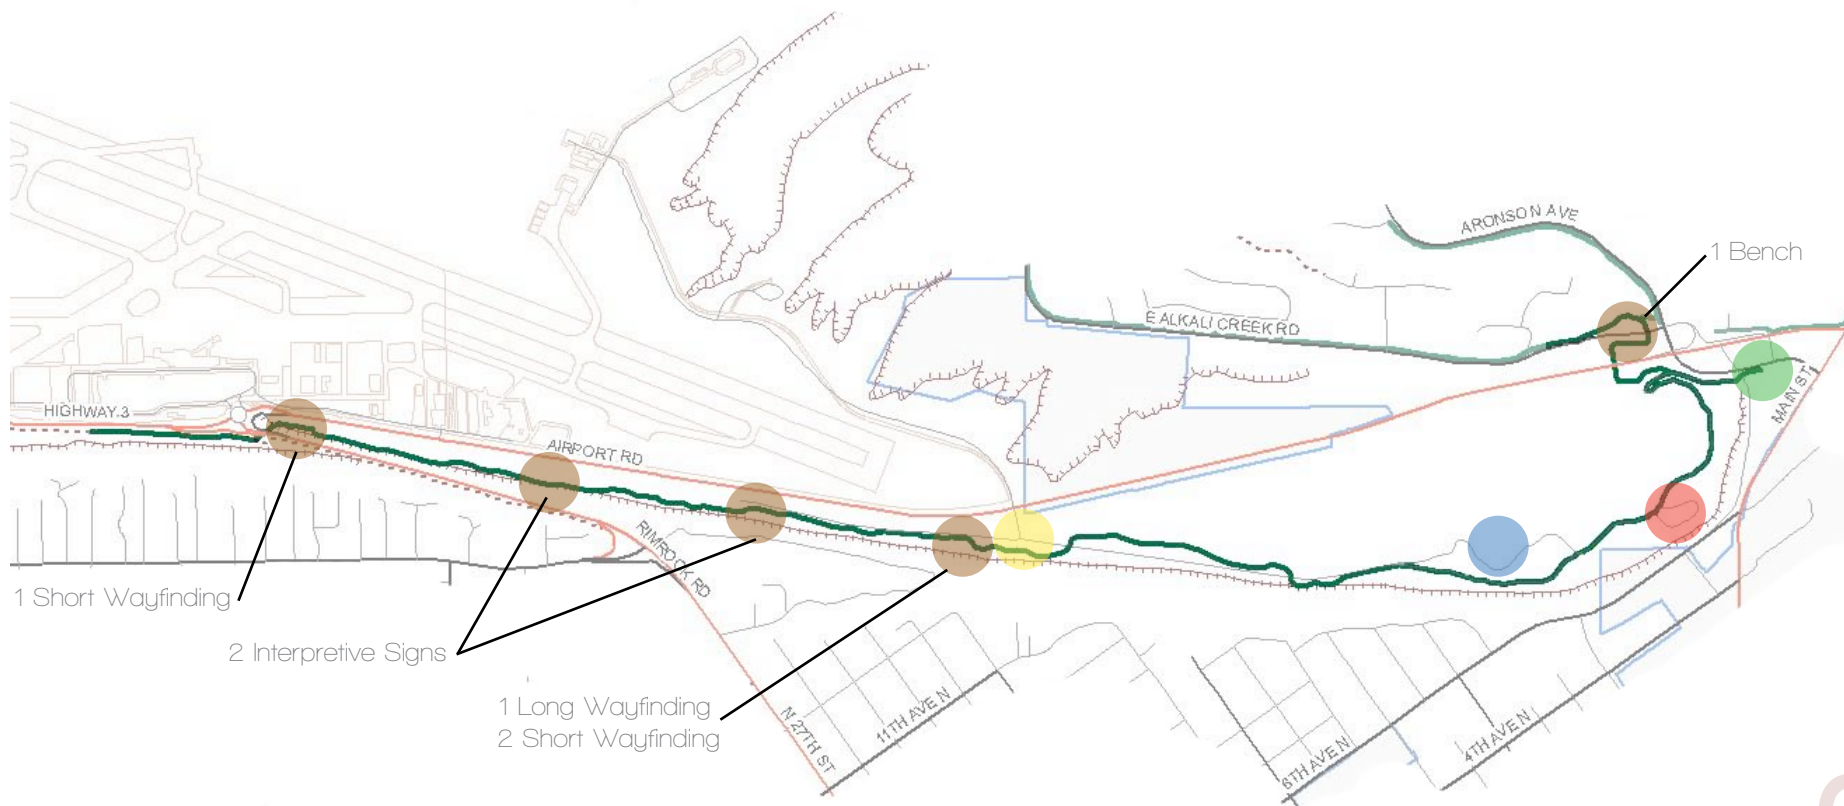 ARONSON AVE
1 Bench
E ALKALI CREEK RD
MAIN ST
HIGHWAY 3
AIRPORT RD
RIMROCK RD
1 Short Wayfinding
2 Interpretive Signs
1 Long Wayfinding
2 Short Wayfinding
N 27TH ST
11TH AVE N
6TH AVE N
4TH AVE N